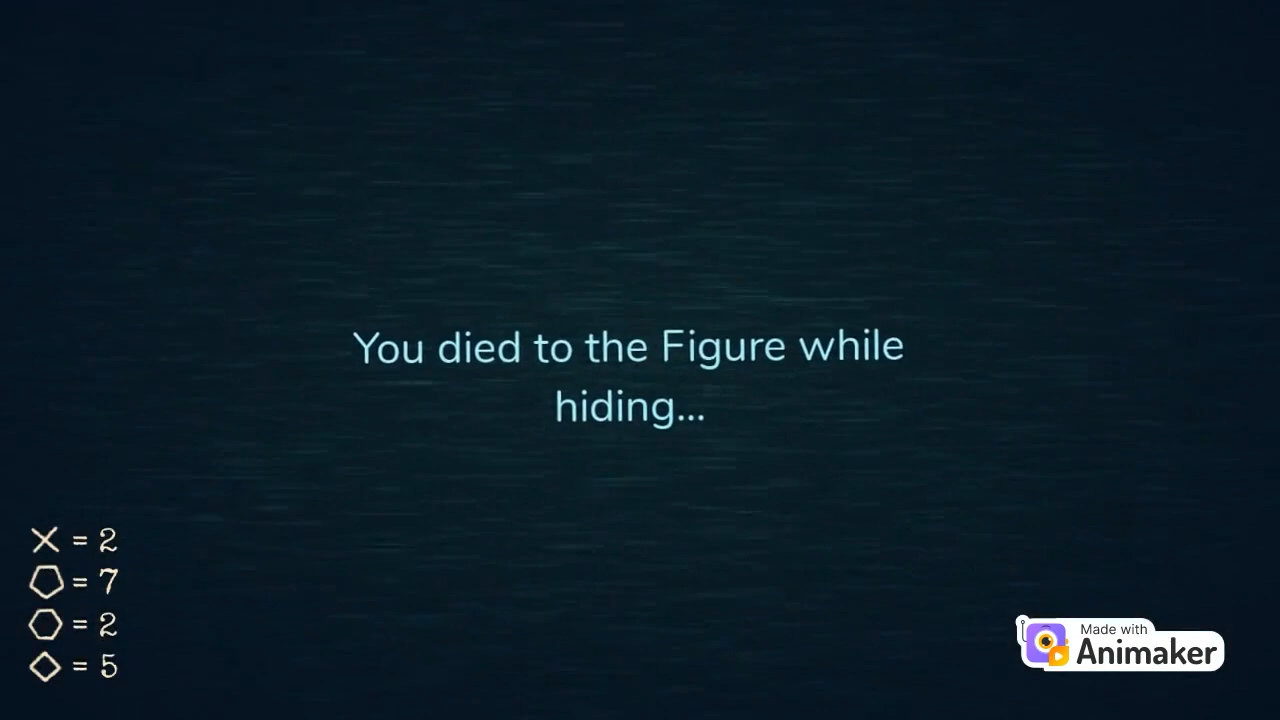 You died to the Figure while
hiding...
= 2
= 7
= 2
= 5
Made with
Animaker